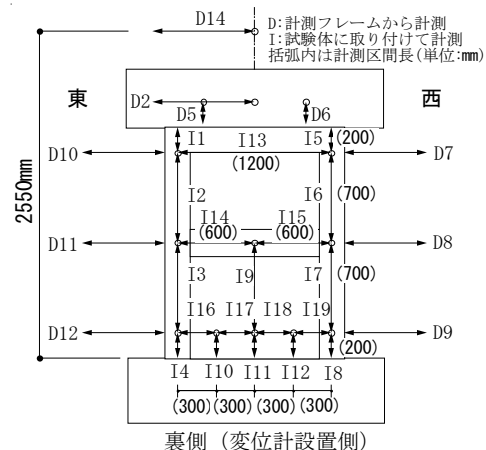 D14
D:計測フレームから計測
I:試験体に取り付けて計測
括弧内は計測区間長(単位:mm)
東
西
D2
D5
D6
I1
I13
I5
(200)
D10
(1200)
D7
2550mm
I2
I6
(700)
I14
I15
(600)
(600)
D11
D8
I3
I9
I7
(700)
I16
I17
I18
I19
D12
D9
(200)
I4
I10
I11
I12
I8
(300)
(300)
(300)
(300)
裏側(変位計設置側)